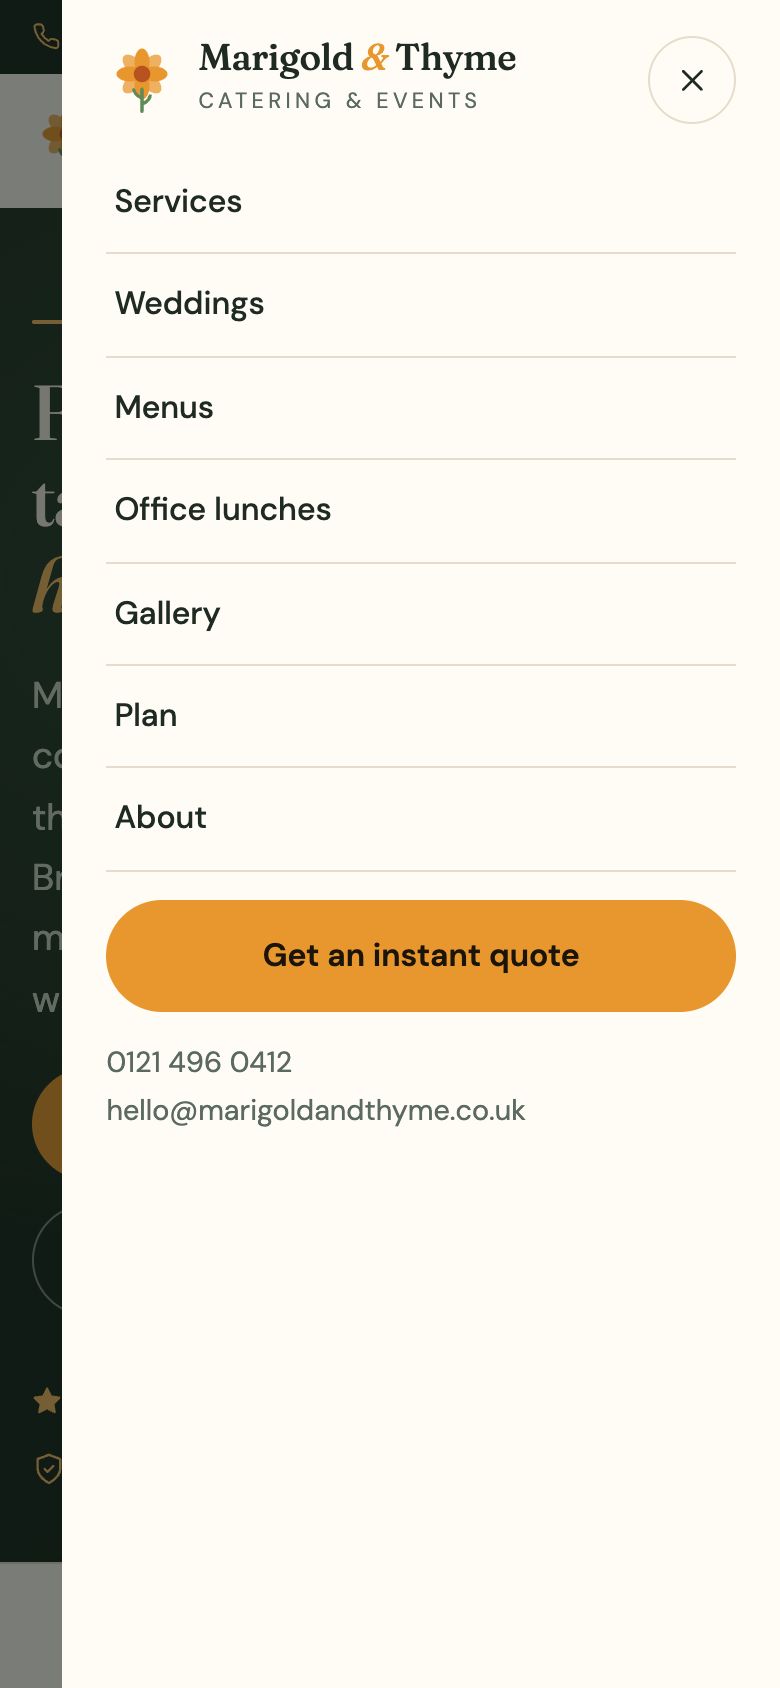 Marigold & Thyme
CATERING & EVENTS
Services
Weddings
Menus
Office lunches
Gallery
Plan
About
Get an instant quote
0121 496 0412
hello@marigoldandthyme.co.uk